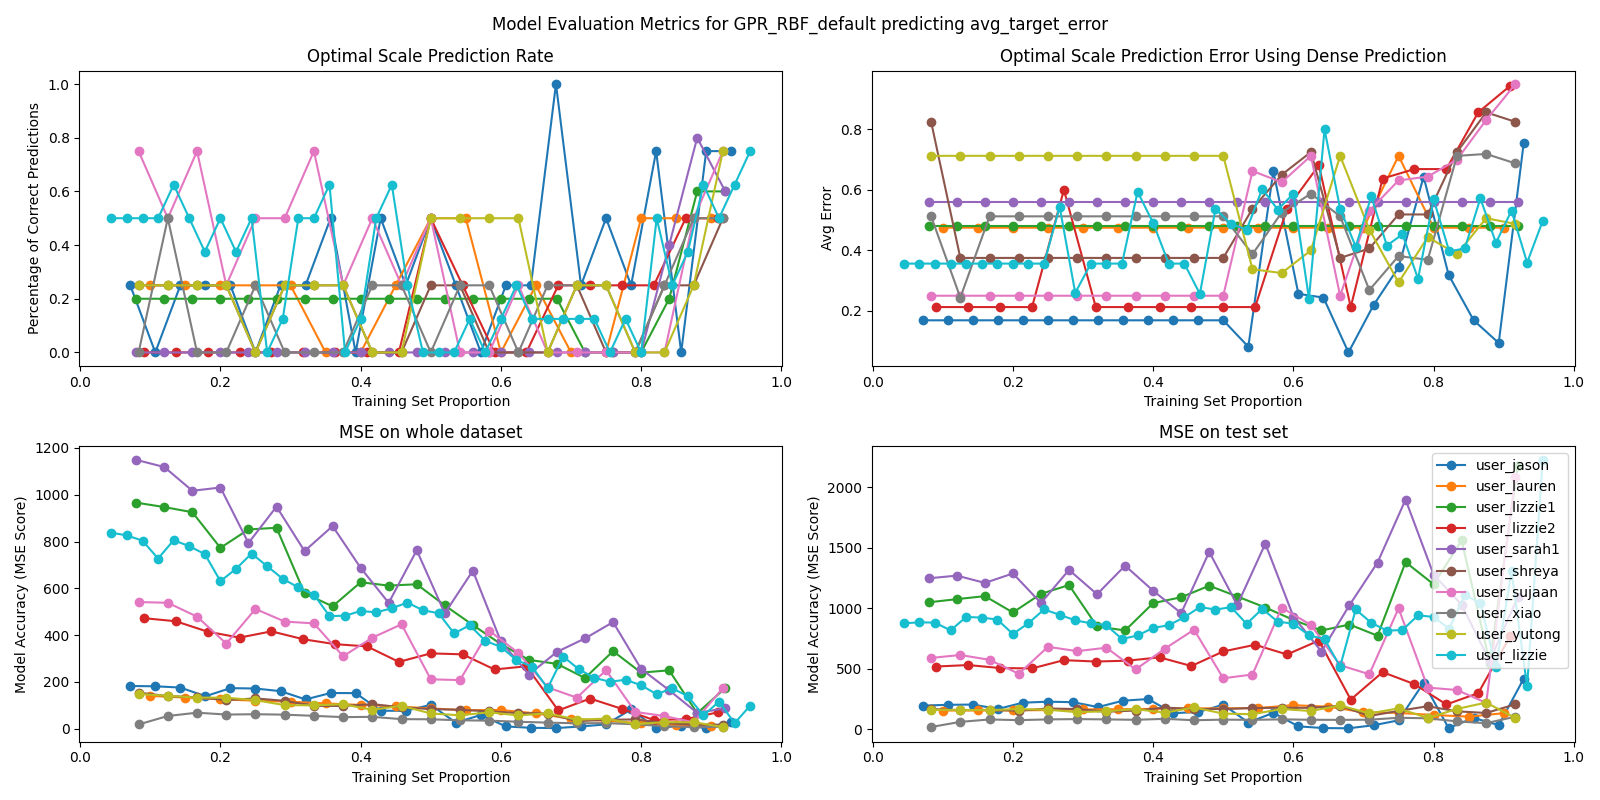 Model Evaluation Metrics for GPR_RBF_default predicting avg_target_error
Optimal Scale Prediction Rate
Percentage of Correct Predictions
1.0
0.8
0.6
0.4
0.2
0.0
0.0 0.2 0.4 0.6 0.8 1.0
Training Set Proportion
Optimal Scale Prediction Error Using Dense Prediction
Avg Error
0.8
0.6
0.4
0.2
0.0 0.2 0.4 0.6 0.8 1.0
Training Set Proportion
MSE on whole dataset
Model Accuracy (MSE Score)
1200
1000
800
600
400
200
0
0.0 0.2 0.4 0.6 0.8 1.0
Training Set Proportion
MSE on test set
Model Accuracy (MSE Score)
2000
1500
1000
500
0
0.0 0.2 0.4 0.6 0.8 1.0
Training Set Proportion
user_jason
user_lauren
user_lizzie1
user_lizzie2
user_sarah1
user_shreya
user_sujaan
user_xiao
user_yutong
user_lizzie